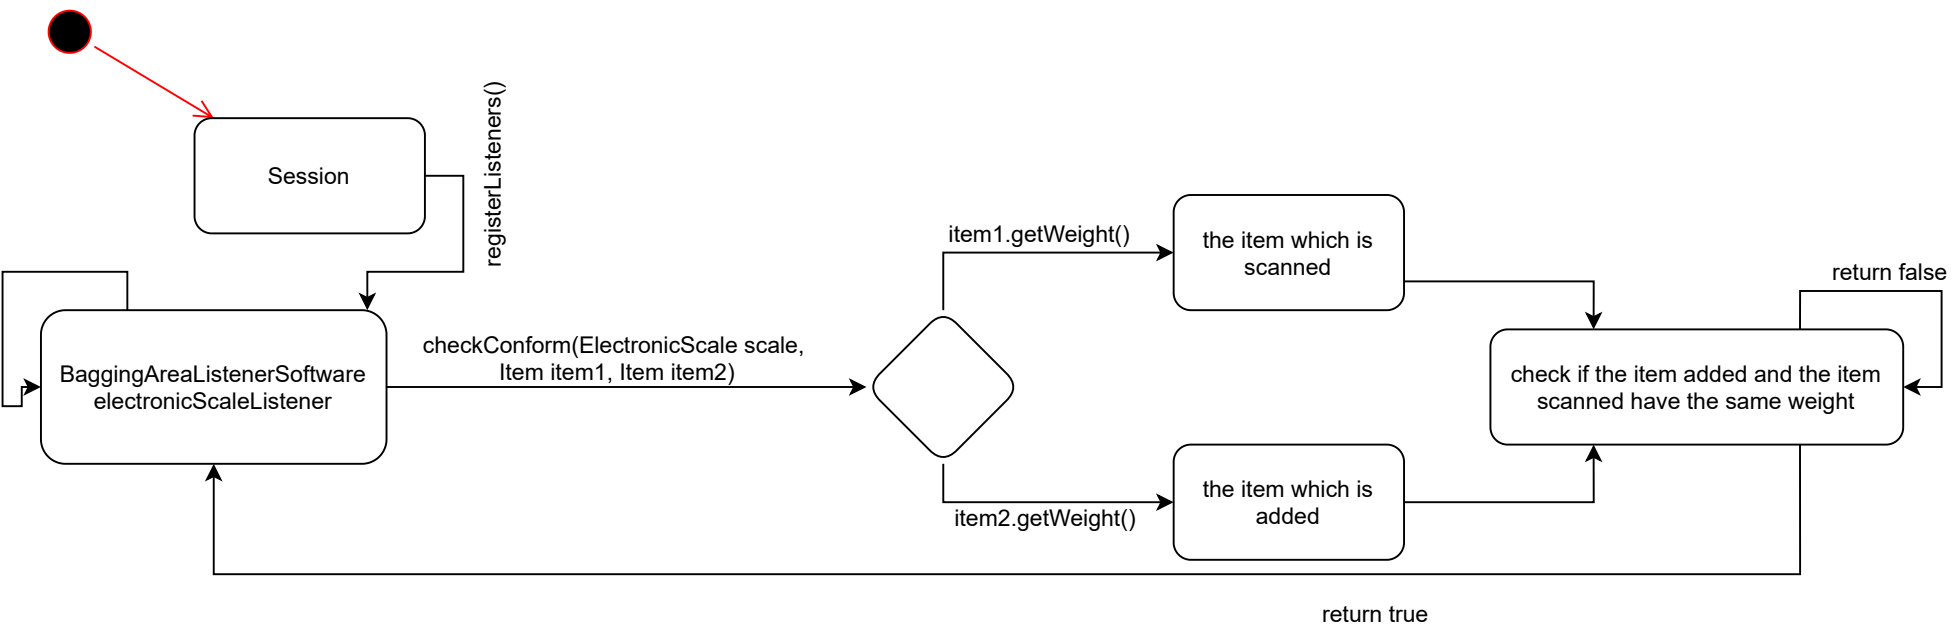 registerListeners()
Session
item1.getWeight()
the item which is
scanned
return false
checkConform(ElectronicScale scale,
Item item1, Item item2)
BaggingAreaListenerSoftware
electronicScaleListener
check if the item added and the item
scanned have the same weight
the item which is
added
item2.getWeight()
return true